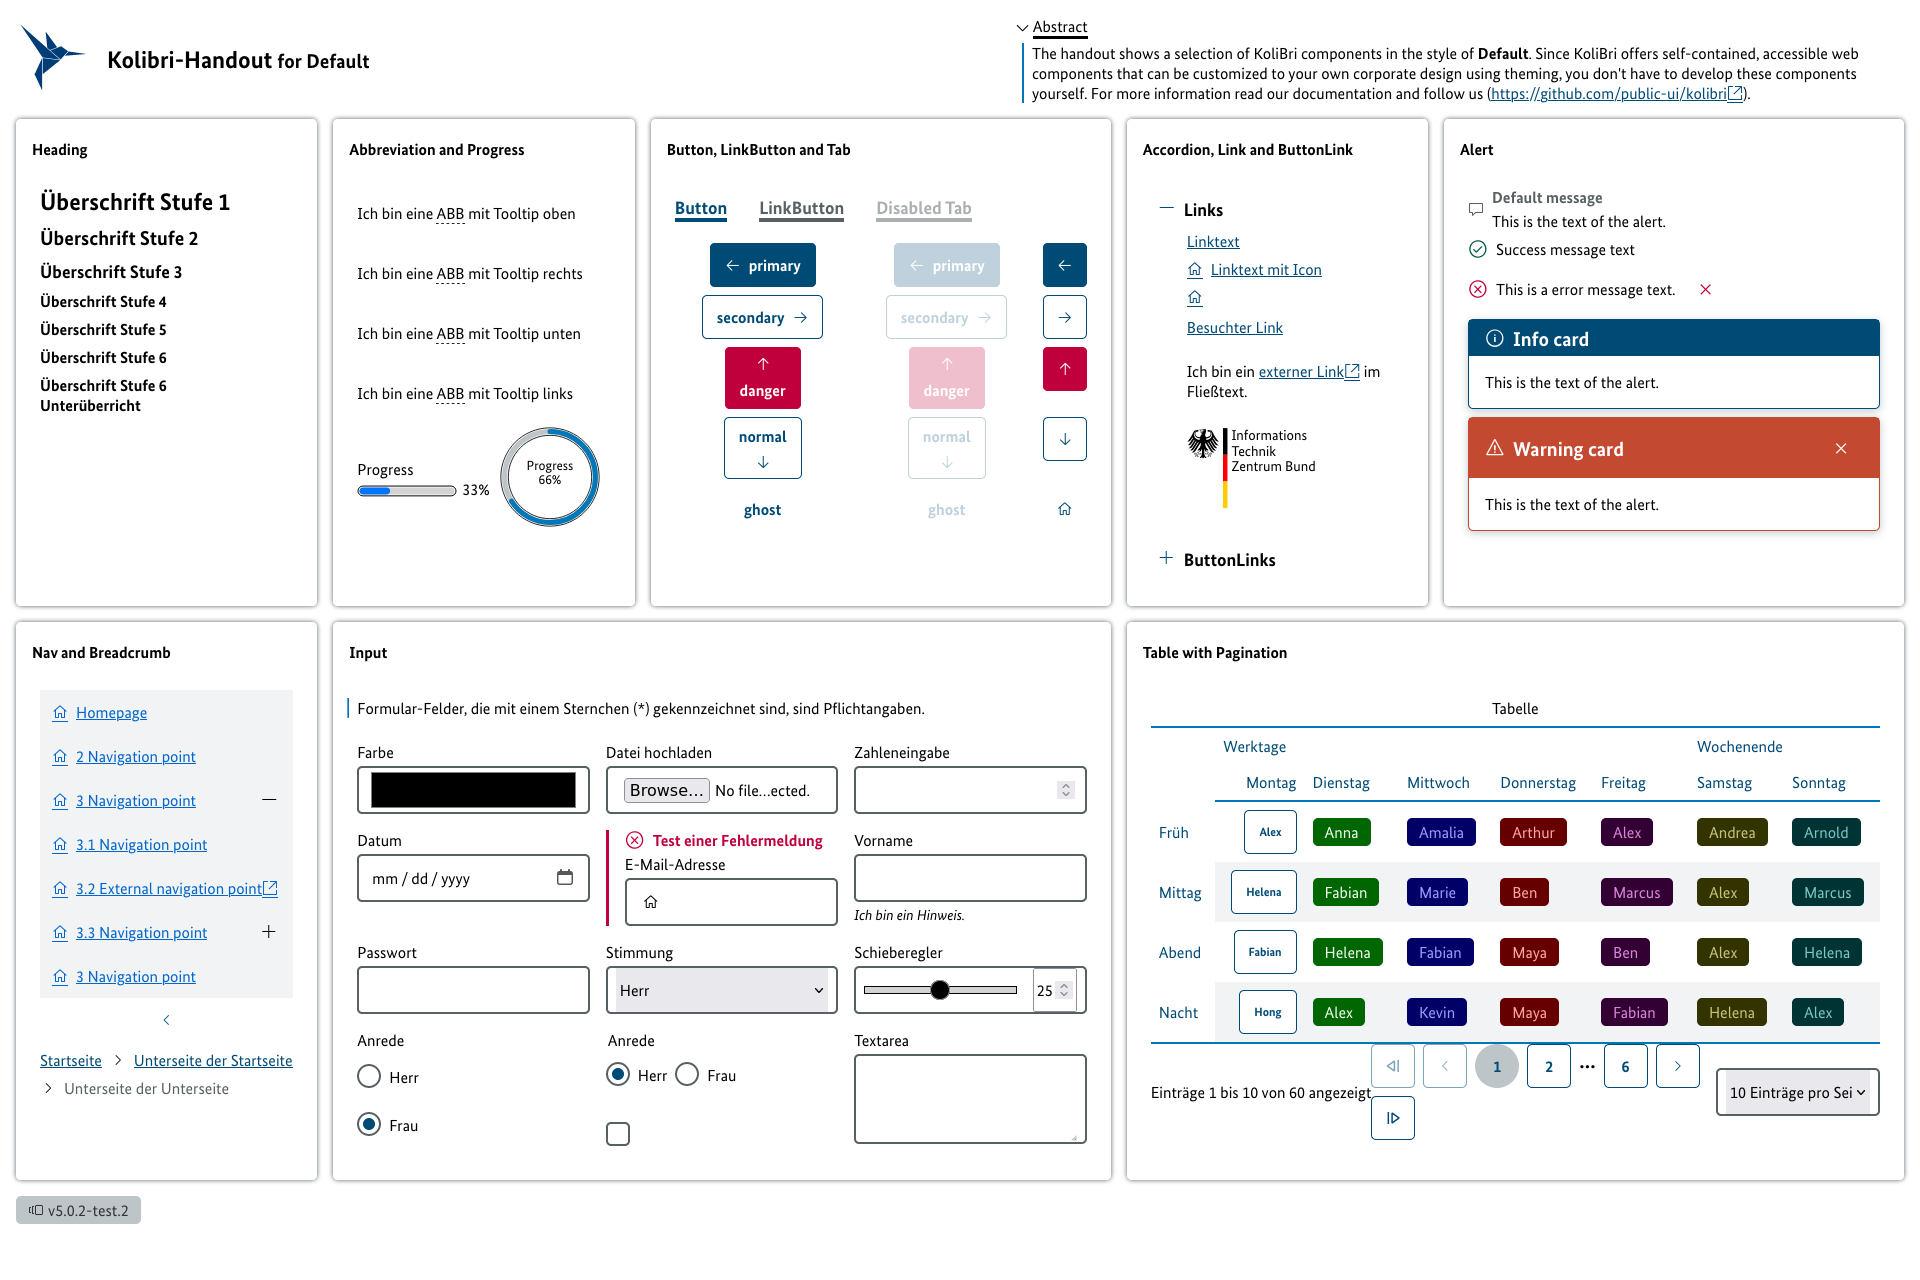 Kolibri-Handout for Default
Abstract
The handout shows a selection of KoliBri components in the style of Default. Since KoliBri offers self-contained, accessible web
components that can be customized to your own corporate design using theming, you don't have to develop these components
yourself. For more information read our documentation and follow us (https://github.com/public-ui/kolibri).
Heading
Überschrift Stufe 1
Überschrift Stufe 2
Überschrift Stufe 3
Überschrift Stufe 4
Überschrift Stufe 5
Überschrift Stufe 6
Überschrift Stufe 6
Unterüberricht
Abbreviation and Progress
Ich bin eine ABB mit Tooltip oben
Ich bin eine ABB mit Tooltip rechts
Ich bin eine ABB mit Tooltip unten
Ich bin eine ABB mit Tooltip links
Progress
33%
Progress
66%
Button, LinkButton and Tab
Button LinkButton Disabled Tab
primary primary
secondary secondary
danger danger
normal normal
ghost ghost
Accordion, Link and ButtonLink
Links
Linktext
Linktext mit Icon
Besuchter Link
Ich bin ein externer Link im
Fließtext.
Informations
Technik
Zentrum Bund
ButtonLinks
Alert
Default message
This is the text of the alert.
Success message text
This is a error message text.
Info card
This is the text of the alert.
Warning card
This is the text of the alert.
Nav and Breadcrumb
Homepage
2 Navigation point
3 Navigation point
3.1 Navigation point
3.2 External navigation point
3.3 Navigation point
3 Navigation point
Startseite Unterseite der Startseite
Unterseite der Unterseite
Input
Formular-Felder, die mit einem Sternchen (*) gekennzeichnet sind, sind Pflichtangaben.
Farbe Datei hochladen Zahleneingabe
Browse... No file...ected.
Datum
mm / dd / yyyy
Test einer Fehlermeldung
E-Mail-Adresse
Vorname
Ich bin ein Hinweis.
Passwort Stimmung Schieberegler
Herr 25
Anrede Anrede Textarea
Herr Herr Frau
Frau
Table with Pagination
Tabelle
Werktage Wochenende
Montag Dienstag Mittwoch Donnerstag Freitag Samstag Sonntag
Früh Alex Anna Amalia Arthur Alex Andrea Arnold
Mittag Helena Fabian Marie Ben Marcus Alex Marcus
Abend Fabian Helena Fabian Maya Ben Alex Helena
Nacht Hong Alex Kevin Maya Fabian Helena Alex
Einträge 1 bis 10 von 60 angezeigt 1 2 ••• 6 10 Einträge pro Sei
v5.0.2-test.2